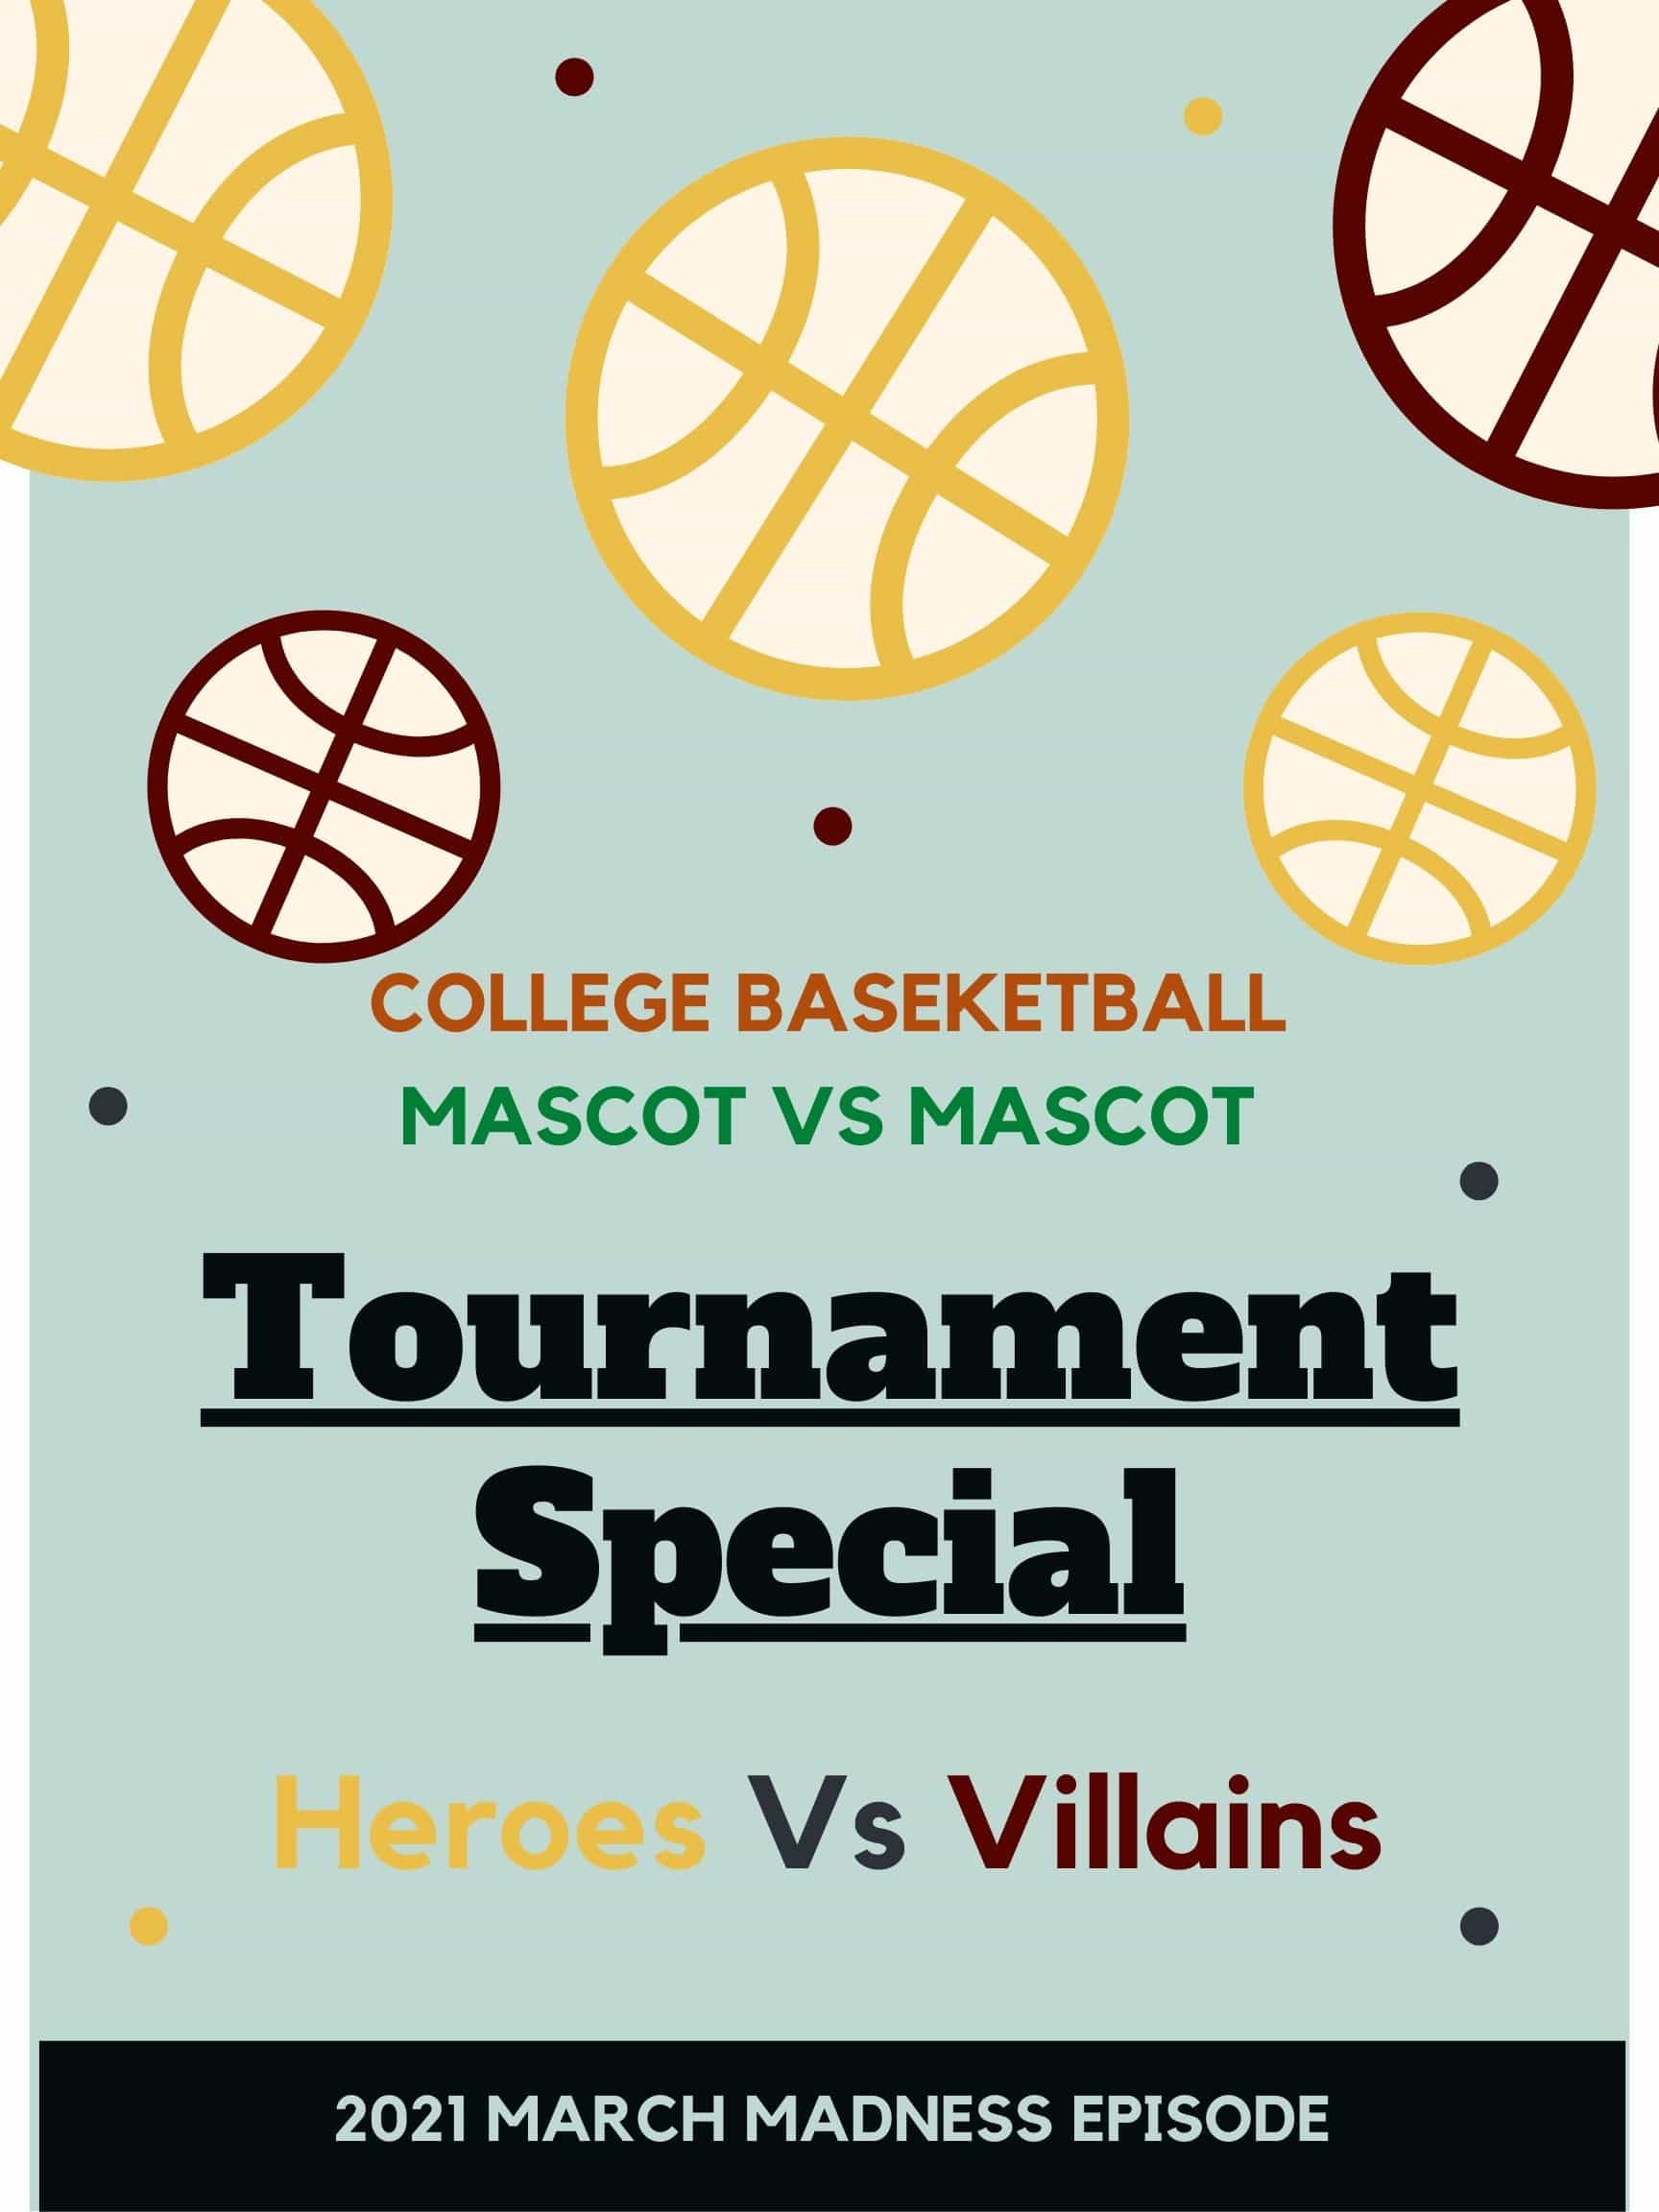 COLLEGE BASEKETBALL
MASCOT VS MASCOT
Tournament
Special
Heroes Vs Villains
2021 MARCH MADNESS EPISODE